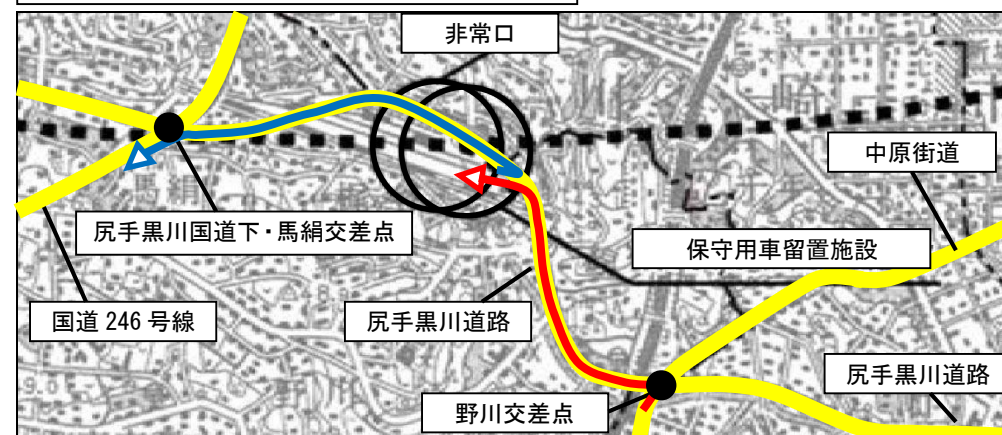 非常口
中原街道
尻手黒川国道下・馬絹交差点
保守用車留置施設
国道 246 号線
尻手黒川道路
尻手黒川道路
野川交差点